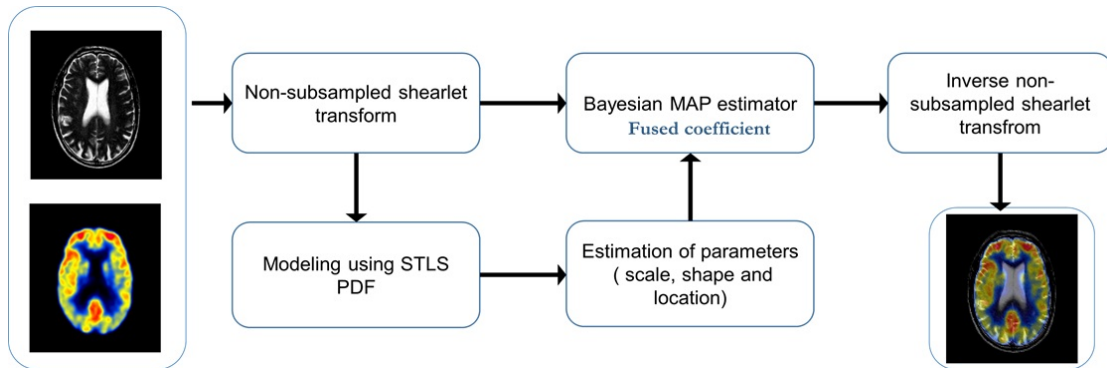 Non-subsampled shearlet
transform
Bayesian MAP estimator
Fused coefficient
Inverse non-
subsampled shearlet
transfrom
Modeling using STLS
PDF
Estimation of parameters
( scale, shape and
location)